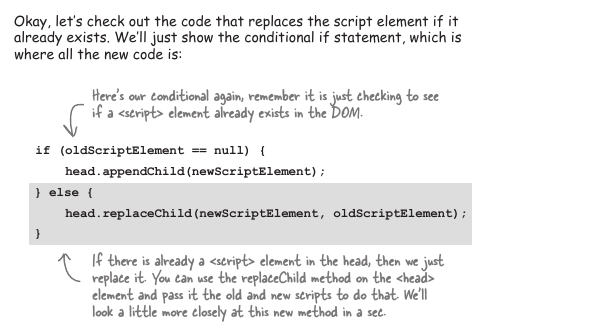 Okay, let's check out the code that replaces the script element if it
already exists. We'll just show the conditional if statement, which is
where all the new code is:
Here's our conditional again, remember it is just checking to see
if a <script> element already exists in the DOM.
if (oldScriptElement == null) {
head.appendChild(newScriptElement);
} else {
head.replaceChild(newScriptElement, oldScriptElement);
}
If there is already a <script> element in the head, then we just
replace it. You can use the replaceChild method on the <head>
element and pass it the old and new scripts to do that. We'll
look a little more closely at this new method in a sec.